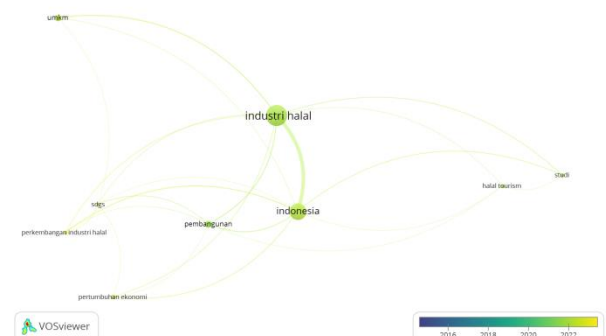 umkm
industri halal
studi
halal tourism
sdgs
indonesia
pembangunan
perkembangan industri halal
pertumbuhan ekonomi
VOSviewer
2016 2018 2020 2022